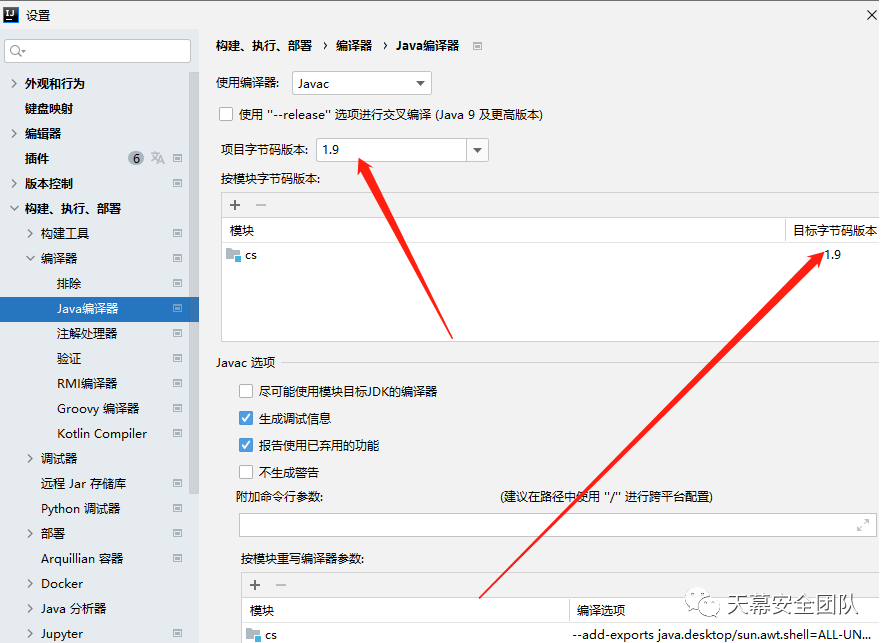 设置
构建、执行、部署 › 编译器 › Java编译器
使用编译器: Javac
使用 "--release" 选项进行交叉编译 (Java 9 及更高版本)
项目字节码版本: 1.9
按模块字节码版本:
模块 目标字节码版本
cs 1.9
Javac 选项
尽可能使用模块目标JDK的编译器
生成调试信息
报告使用已弃用的功能
不生成警告
附加命令行参数: (建议在路径中使用 "/" 进行跨平台配置)
按模块重写编译器参数:
模块 编译选项
cs --add-exports java.desktop/sun.awt.shell=ALL-UN...
外观和行为
键盘映射
编辑器
插件 6
版本控制
构建、执行、部署
构建工具
编译器
排除
Java编译器
注解处理器
验证
RMI编译器
Groovy 编译器
Kotlin Compiler
调试器
远程 Jar 存储库
Python 调试器
部署
Arquillian 容器
Docker
Java 分析器
Jupyter
天幕安全团队